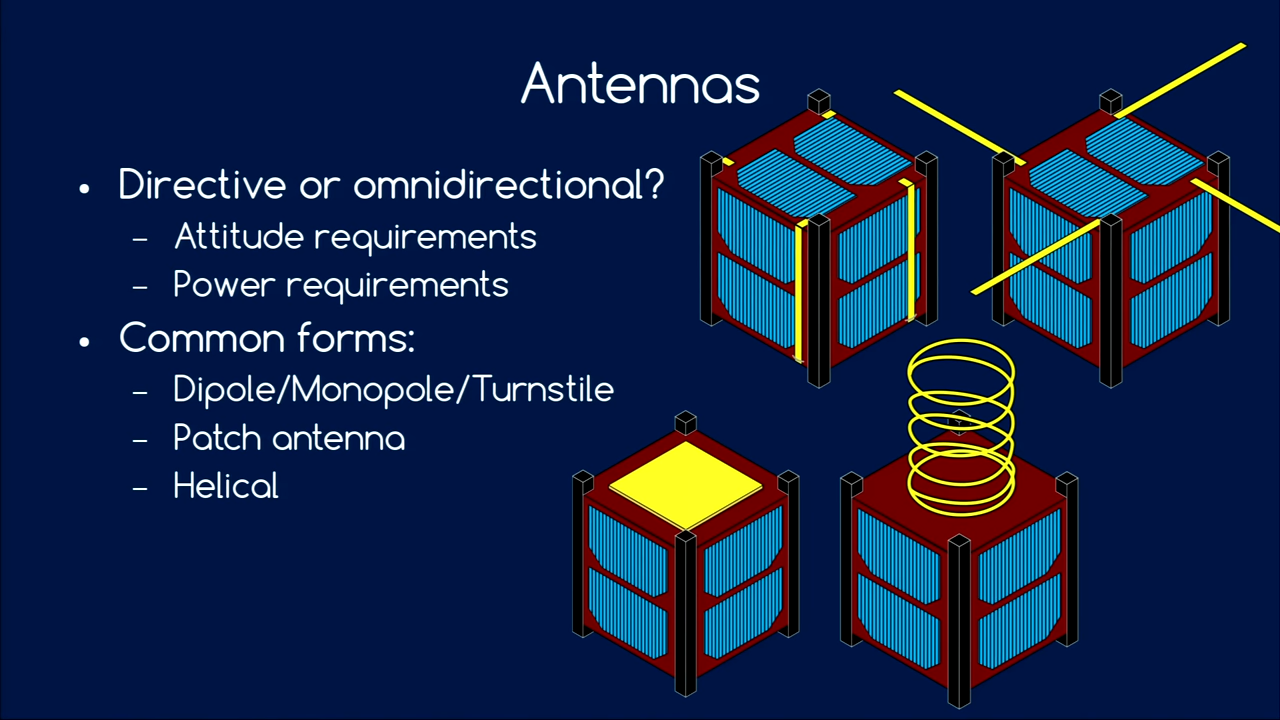 Antennas
• Directive or omnidirectional?
– Attitude requirements
– Power requirements
• Common forms:
– Dipole/Monopole/Turnstile
– Patch antenna
– Helical